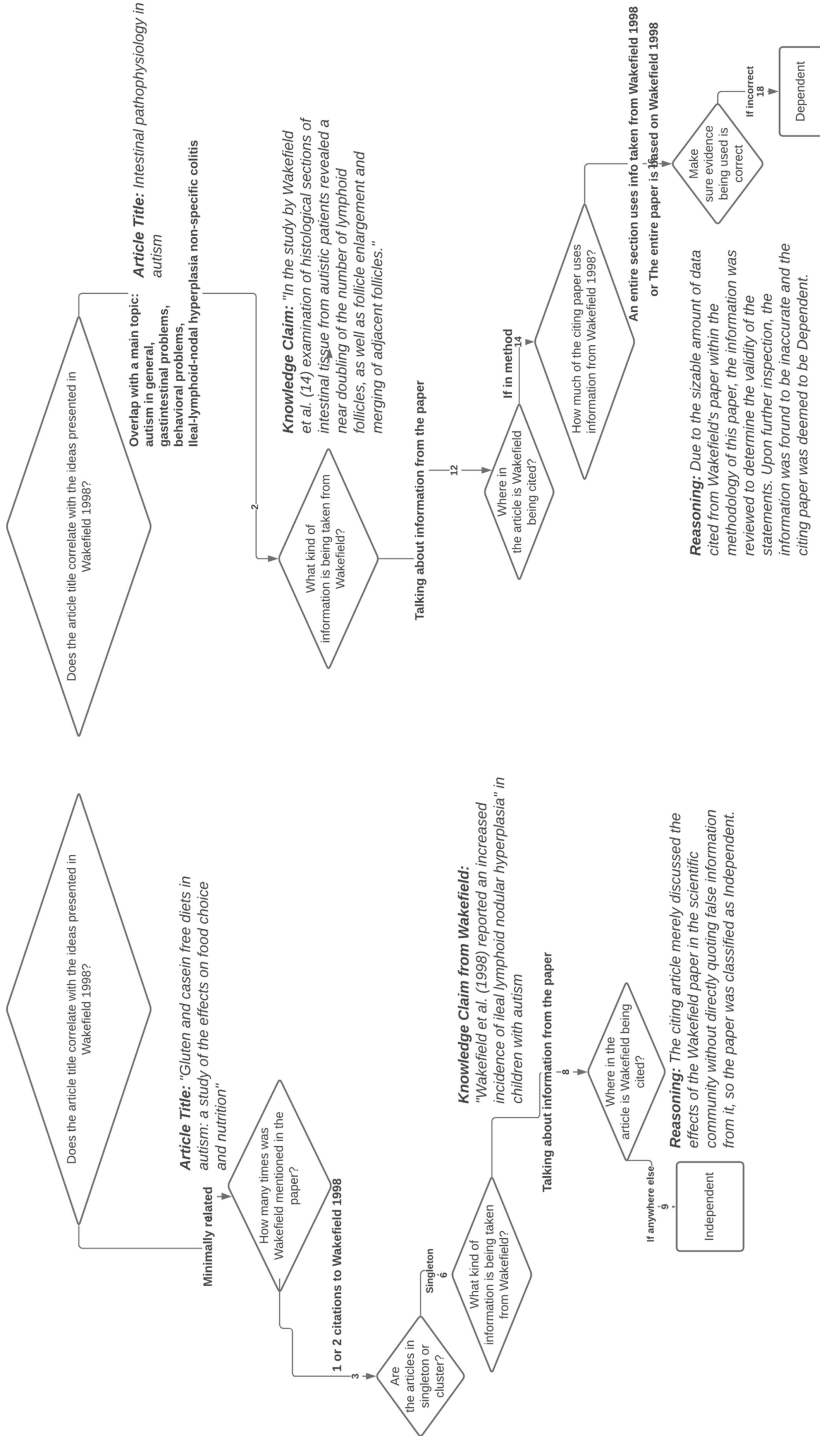 Does the article title correlate with the ideas presented in
Wakefield 1998?
Article Title: "Gluten and casein free diets in
autism: a study of the effects on food choice
and nutrition"
Minimally related
How many times was
Wakefield mentioned in the
paper?
1 or 2 citations to Wakefield 1998
3
Are
the articles in
singleton or
cluster?
Singleton
6
What kind of
information is being taken
from Wakefield?
Knowledge Claim from Wakefield:
"Wakefield et al. (1998) reported an increased
incidence of ileal lymphoid nodular hyperplasia" in
children with autism
Talking about information from the paper
8
Where in the
article is Wakefield being
cited?
If anywhere else
9
Independent
Reasoning: The citing article merely discussed the
effects of the Wakefield paper in the scientific
community without directly quoting false information
from it, so the paper was classified as Independent.
Does the article title correlate with the ideas presented in
Wakefield 1998?
Article Title: Intestinal pathophysiology in
autism
Overlap with a main topic:
autism in general,
gastintestinal problems,
behavioral problems,
Ileal-lymphoid-nodal hyperplasia non-specific colitis
2
What kind of
information is being taken from
Wakefield?
Knowledge Claim: "In the study by Wakefield
et al. (14) examination of histological sections of
intestinal tissue from autistic patients revealed a
near doubling of the number of lymphoid
follicles, as well as follicle enlargement and
merging of adjacent follicles."
Talking about information from the paper
12
Where in
the article is Wakefield
being cited?
If in method
14
How much of the citing paper uses
information from Wakefield 1998?
An entire section uses info taken from Wakefield 1998
or The entire paper is based on Wakefield 1998
Make
sure evidence
being used is
correct
If incorrect
18
Dependent
Reasoning: Due to the sizable amount of data
cited from Wakefield's paper within the
methodology of this paper, the information was
reviewed to determine the validity of the
statements. Upon further inspection, the
information was forund to be inaccurate and the
citing paper was deemed to be Dependent.